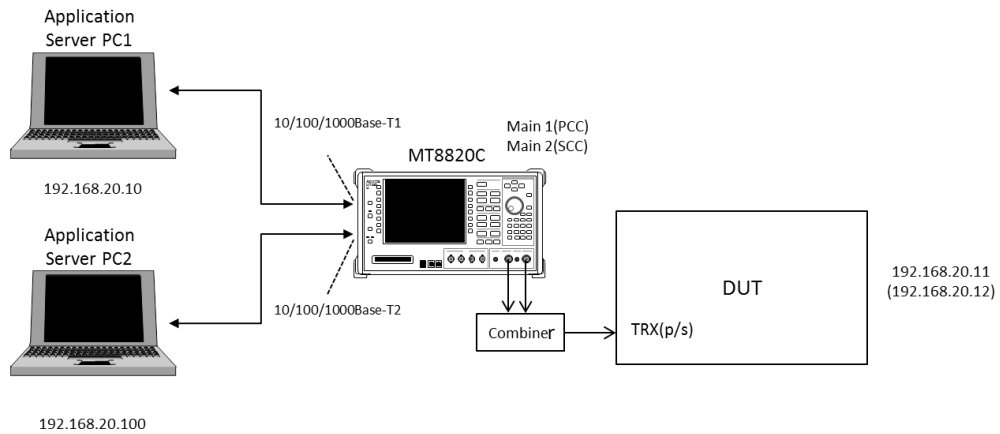 Application
Server PC1
192.168.20.10
10/100/1000Base-T1
Main 1(PCC)
Main 2(SCC)
MT8820C
Application
Server PC2
192.168.20.100
10/100/1000Base-T2
Combiner
TRX(p/s)
DUT
192.168.20.11
(192.168.20.12)